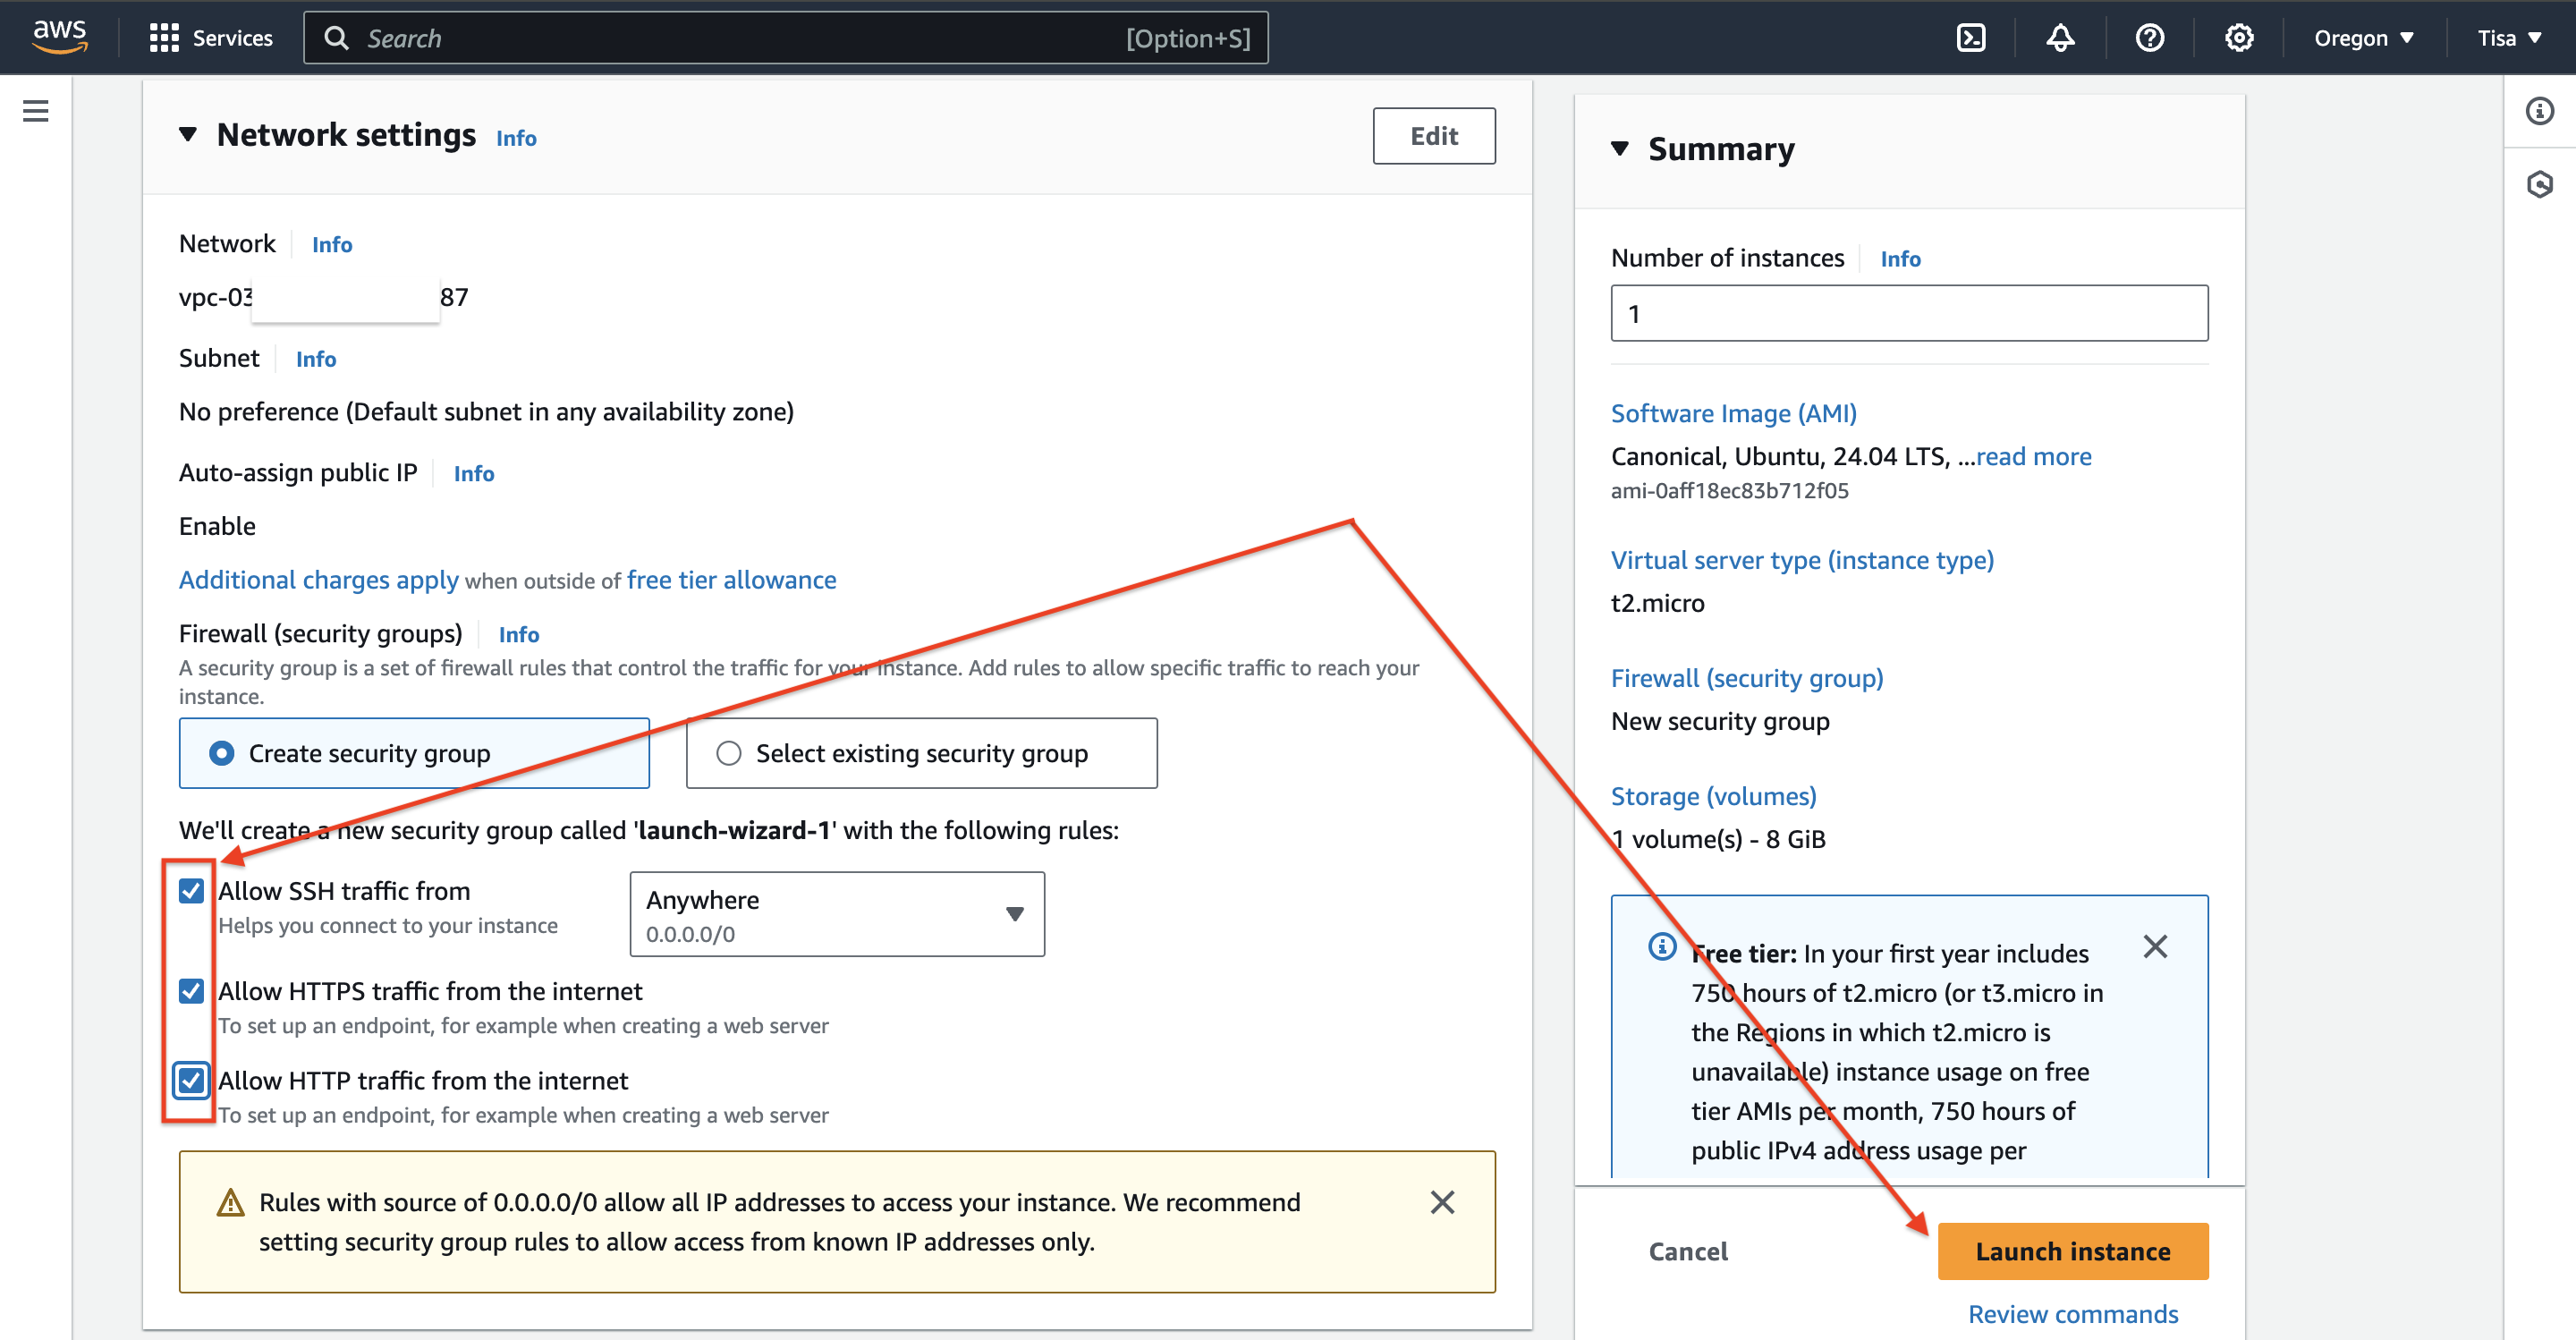 aws
Services
Search
[Option+S]
Oregon
Tisa
Network settings
Info
Edit
Network
Info
vpc-03
87
Subnet
Info
No preference (Default subnet in any availability zone)
Auto-assign public IP
Info
Enable
Additional charges apply when outside of free tier allowance
Firewall (security groups)
Info
A security group is a set of firewall rules that control the traffic for your instance. Add rules to allow specific traffic to reach your
instance.
Create security group
Select existing security group
We'll create a new security group called 'launch-wizard-1' with the following rules:
Allow SSH traffic from
Helps you connect to your instance
Anywhere
0.0.0.0/0
Allow HTTPS traffic from the internet
To set up an endpoint, for example when creating a web server
Allow HTTP traffic from the internet
To set up an endpoint, for example when creating a web server
Rules with source of 0.0.0.0/0 allow all IP addresses to access your instance. We recommend
setting security group rules to allow access from known IP addresses only.
Summary
Number of instances
Info
1
Software Image (AMI)
Canonical, Ubuntu, 24.04 LTS, ...read more
ami-0aff18ec83b712f05
Virtual server type (instance type)
t2.micro
Firewall (security group)
New security group
Storage (volumes)
1 volume(s) - 8 GiB
Free tier: In your first year includes
750 hours of t2.micro (or t3.micro in
the Regions in which t2.micro is
unavailable) instance usage on free
tier AMIs per month, 750 hours of
public IPv4 address usage per
Cancel
Launch instance
Review commands